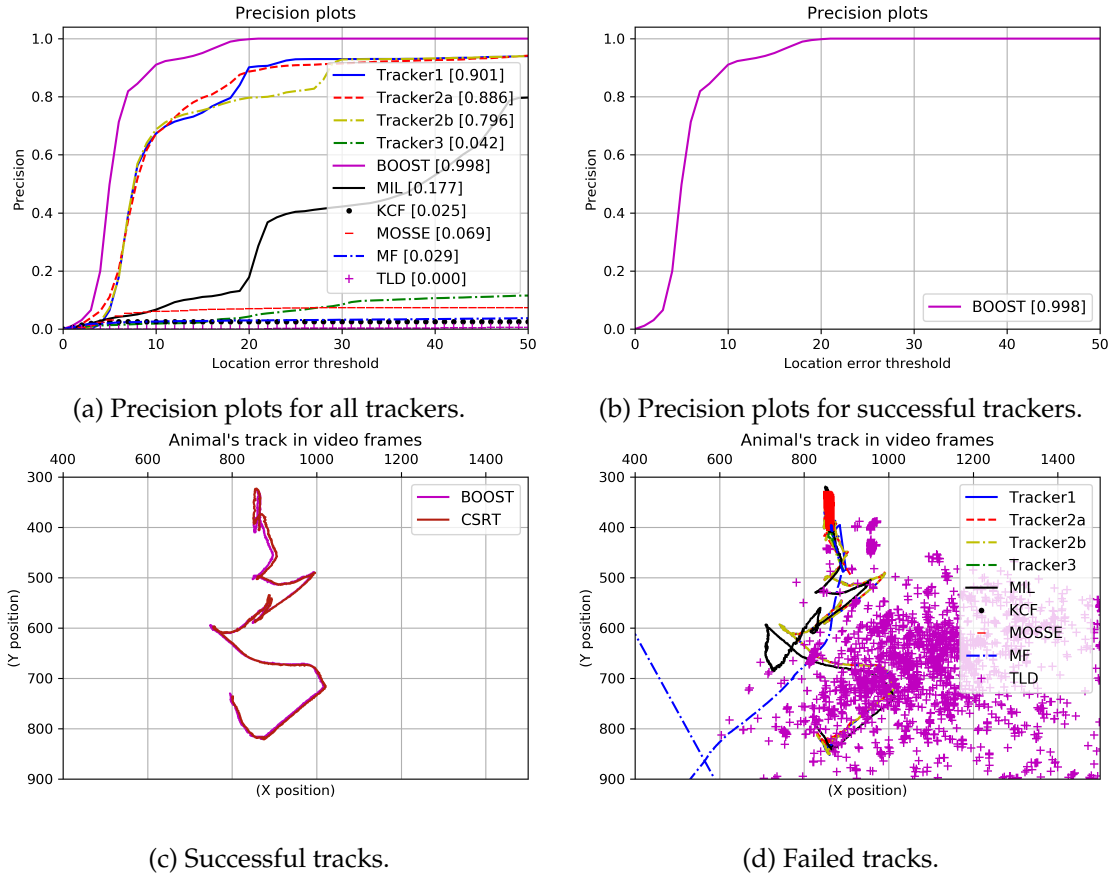 Precision plots
1.0
0.8
0.6
0.4
0.2
0.0
Precision
0 10 20 30 40 50
Location error threshold
Tracker1 [0.901]
Tracker2a [0.886]
Tracker2b [0.796]
Tracker3 [0.042]
BOOST [0.998]
MIL [0.177]
KCF [0.025]
MOSSE [0.069]
MF [0.029]
TLD [0.000]
(a) Precision plots for all trackers.
Precision plots
1.0
0.8
0.6
0.4
0.2
0.0
Precision
0 10 20 30 40 50
Location error threshold
BOOST [0.998]
(b) Precision plots for successful trackers.
Animal's track in video frames
400 600 800 1000 1200 1400
300
400
500
600
700
800
900
(Y position)
(X position)
BOOST
CSRT
(c) Successful tracks.
Animal's track in video frames
400 600 800 1000 1200 1400
300
400
500
600
700
800
900
(Y position)
(X position)
Tracker1
Tracker2a
Tracker2b
Tracker3
MIL
KCF
MOSSE
MF
TLD
(d) Failed tracks.